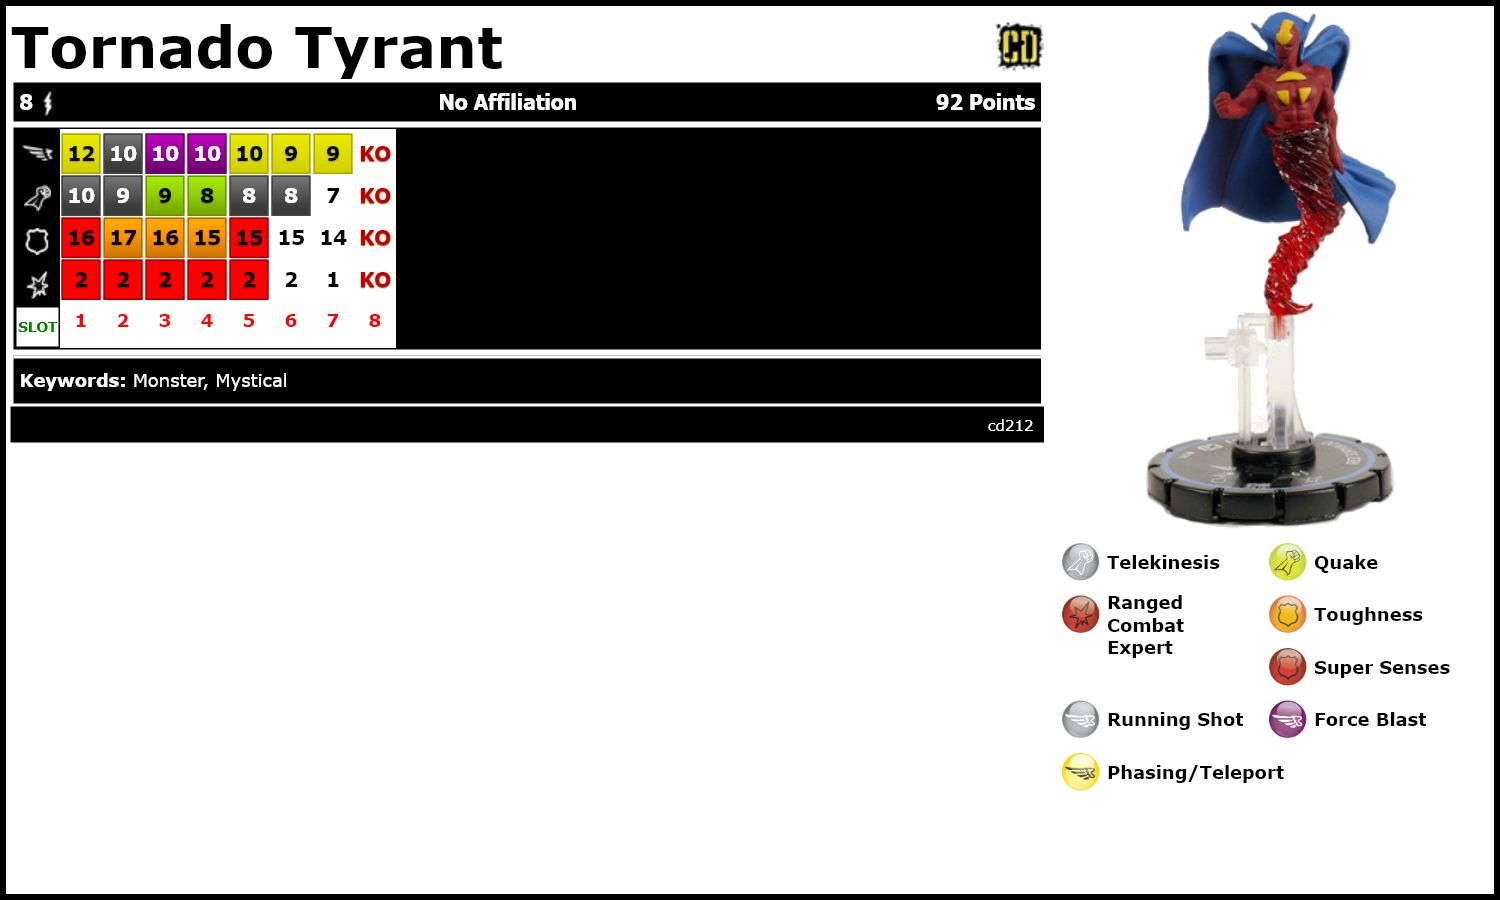 Tornado Tyrant
CD
8 No Affiliation 92 Points
12 10 10 10 10 9 9 KO
10 9 9 8 8 8 7 KO
16 17 16 15 15 15 14 KO
2 2 2 2 2 2 1 KO
SLOT 1 2 3 4 5 6 7 8
Keywords: Monster, Mystical
cd212
Telekinesis
Quake
Ranged
Combat
Expert
Toughness
Super Senses
Running Shot
Force Blast
Phasing/Teleport